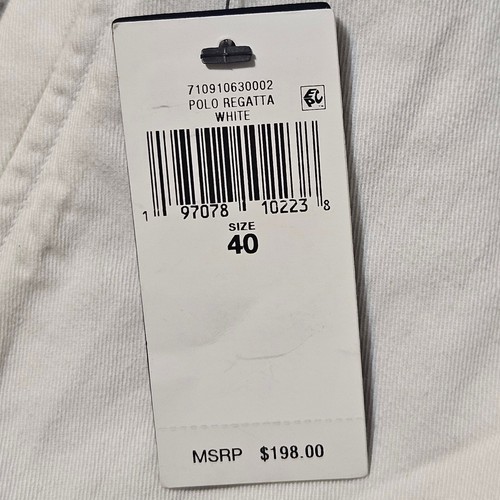 710910630002
POLO REGATTA
WHITE
1 97078 10223 8
SIZE
40
MSRP $198.00